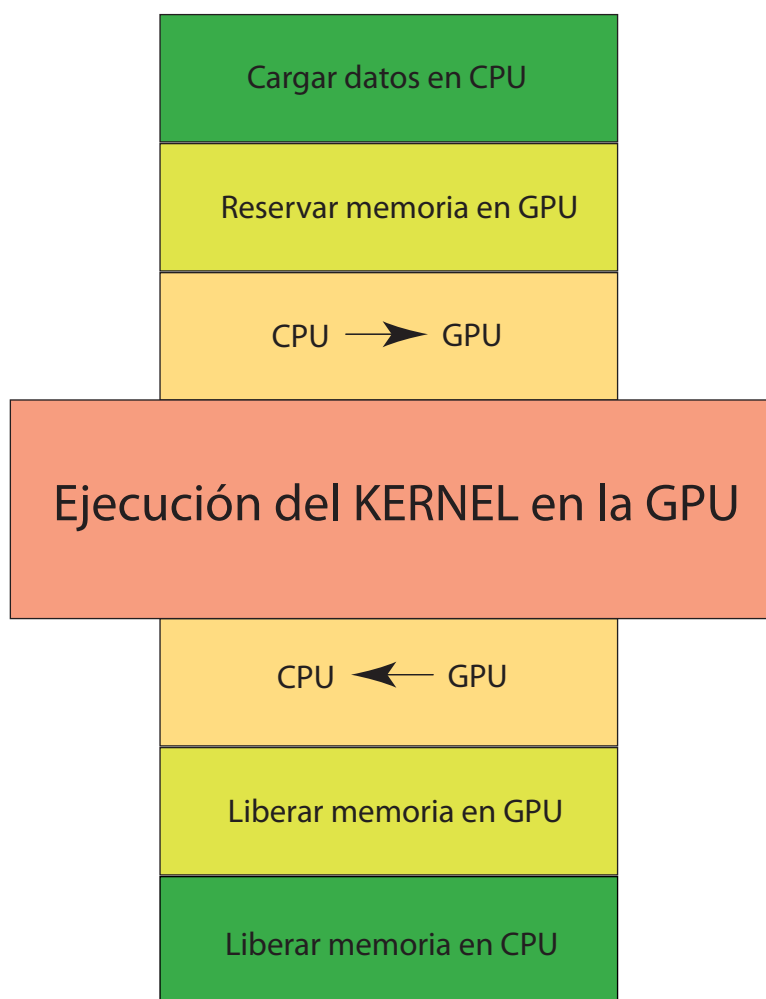 Cargar datos en CPU
Reservar memoria en GPU
CPU GPU
Ejecución del KERNEL en la GPU
CPU GPU
Liberar memoria en GPU
Liberar memoria en CPU